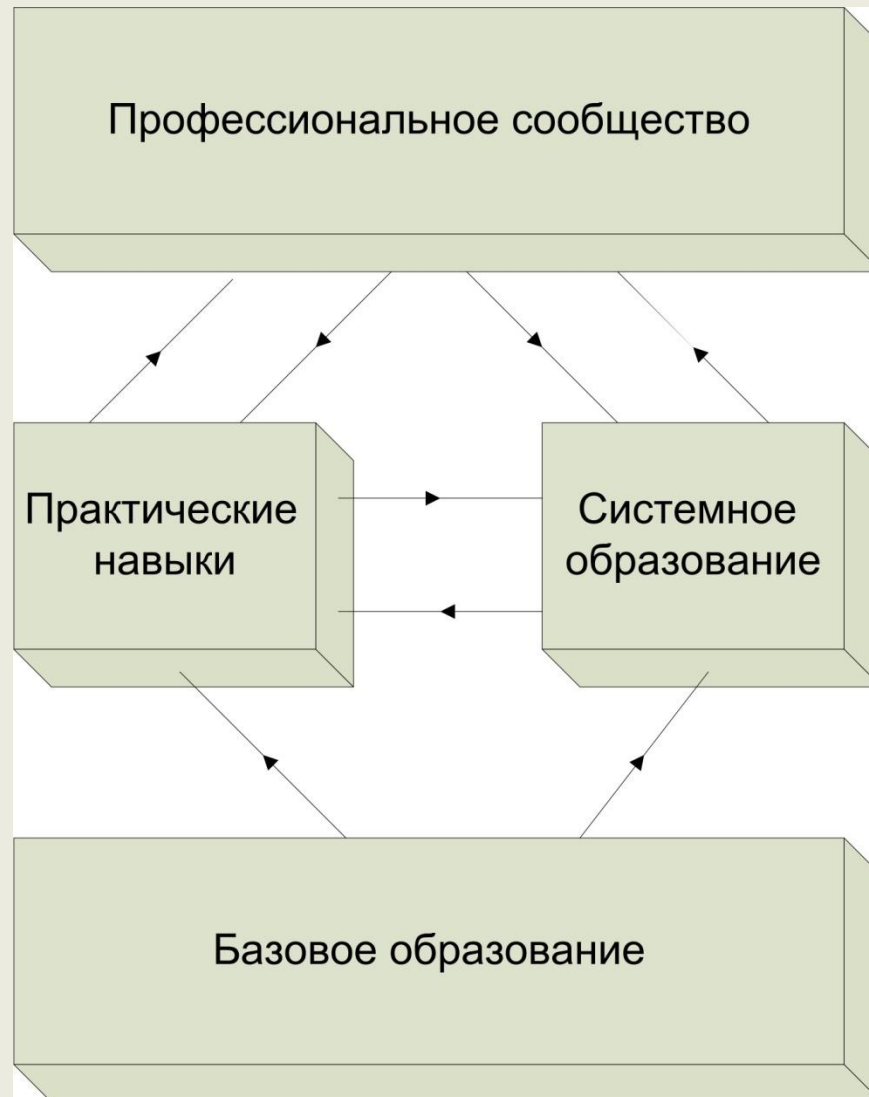 Профессиональное сообщество
Практические
навыки
Системное
образование
Базовое образование